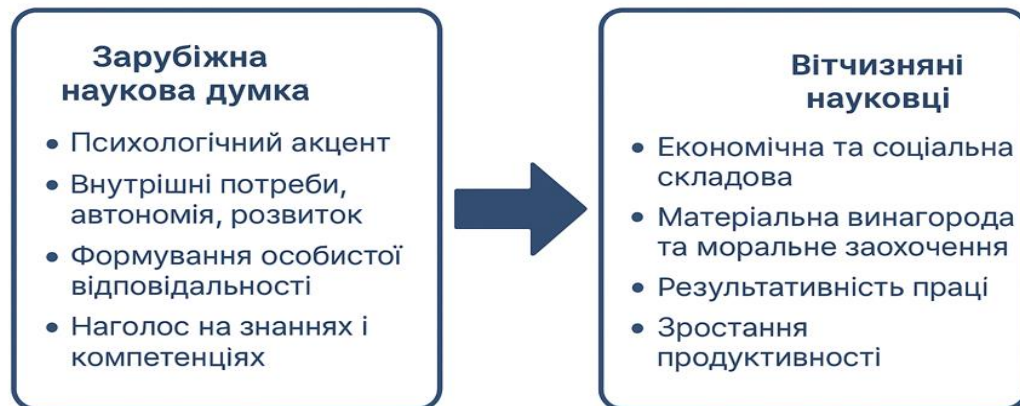 Зарубіжна
наукова думка
• Психологічний акцент
• Внутрішні потреби,
автономія, розвиток
• Формування особистої
відповідальності
• Наголос на знаннях і
компетенціях
Вітчизняні
науковці
• Економічна та соціальна
складова
• Матеріальна винагорода
та моральне заохочення
• Результативність праці
• Зростання
продуктивності